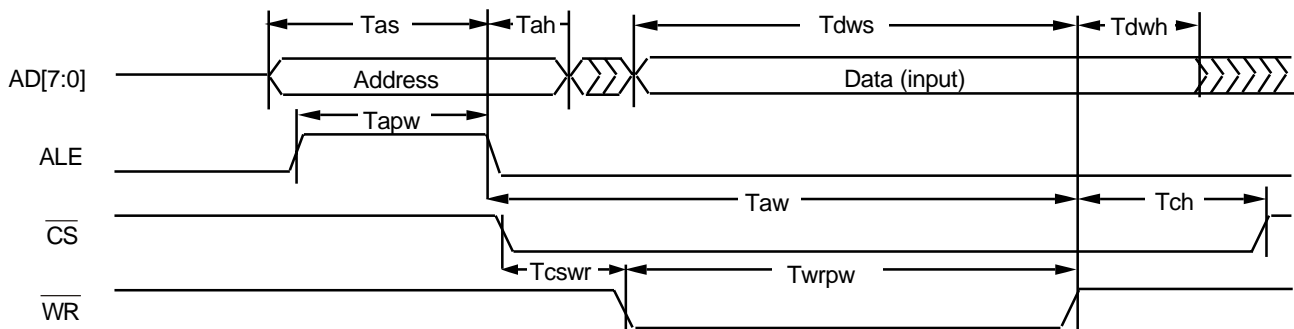 Tas Tah Tdws Tdwh
AD[7:0] Address Data (input)
Tapw
ALE
Taw Tch
CS
Tcswr Twrpw
WR